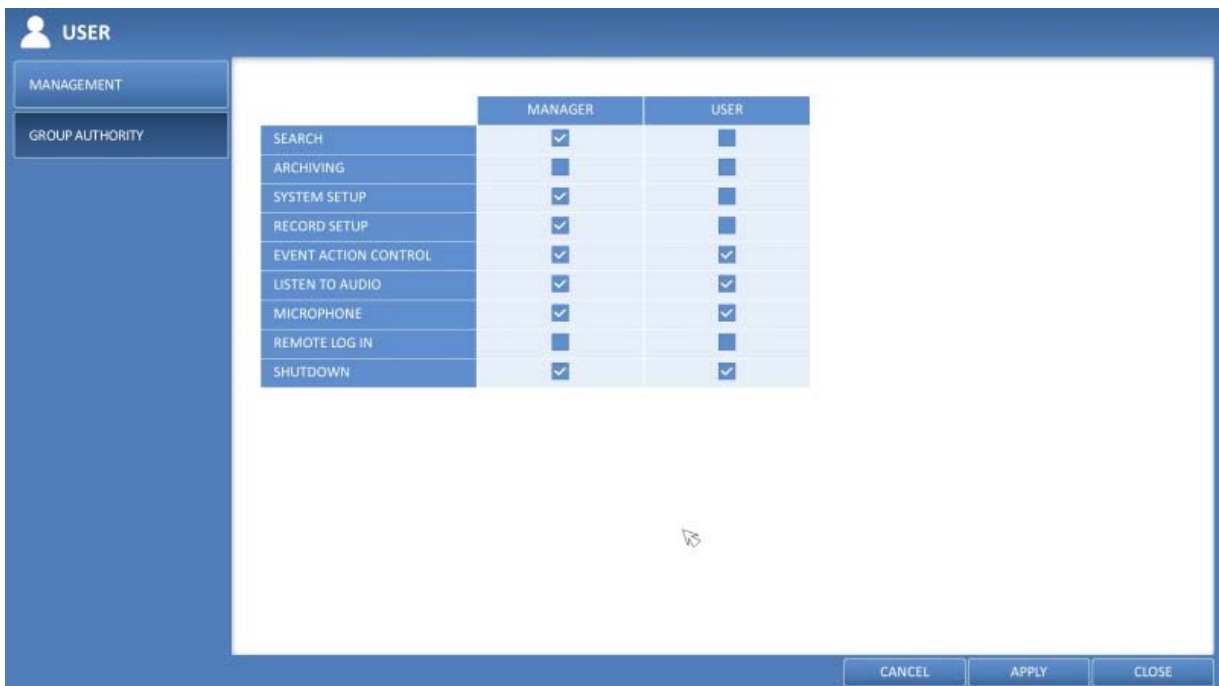 USER
MANAGEMENT
GROUP AUTHORITY
MANAGER USER
SEARCH
ARCHIVING
SYSTEM SETUP
RECORD SETUP
EVENT ACTION CONTROL
LISTEN TO AUDIO
MICROPHONE
REMOTE LOG IN
SHUTDOWN
CANCEL APPLY CLOSE